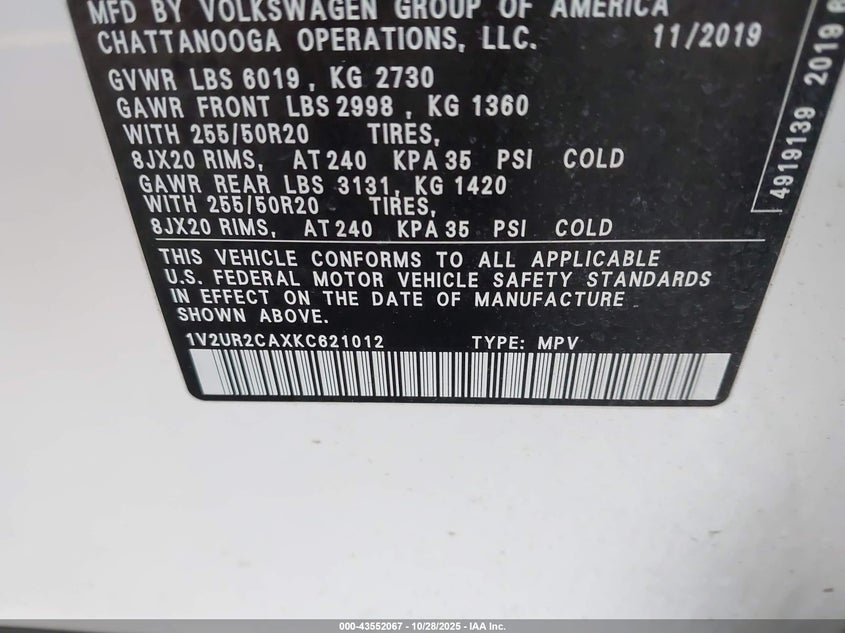 MFD BY VOLKSWAGEN GROUP OF AMERICA
CHATTANOOGA OPERATIONS, LLC. 11/2019
GVWR LBS 6019, KG 2730
GAWR FRONT LBS 2998, KG 1360
WITH 255/50R20 TIRES,
8JX20 RIMS, AT 240 KPA 35 PSI COLD
GAWR REAR LBS 3131, KG 1420
WITH 255/50R20 TIRES,
8JX20 RIMS, AT 240 KPA 35 PSI COLD
THIS VEHICLE CONFORMS TO ALL APPLICABLE
U.S. FEDERAL MOTOR VEHICLE SAFETY STANDARDS
IN EFFECT ON THE DATE OF MANUFACTURE
SHOWN ABOVE.
1V2UR2CAXKC621012 TYPE: MPV
4919139 2019
000-43552067 - 10/28/2025 - IAA Inc.